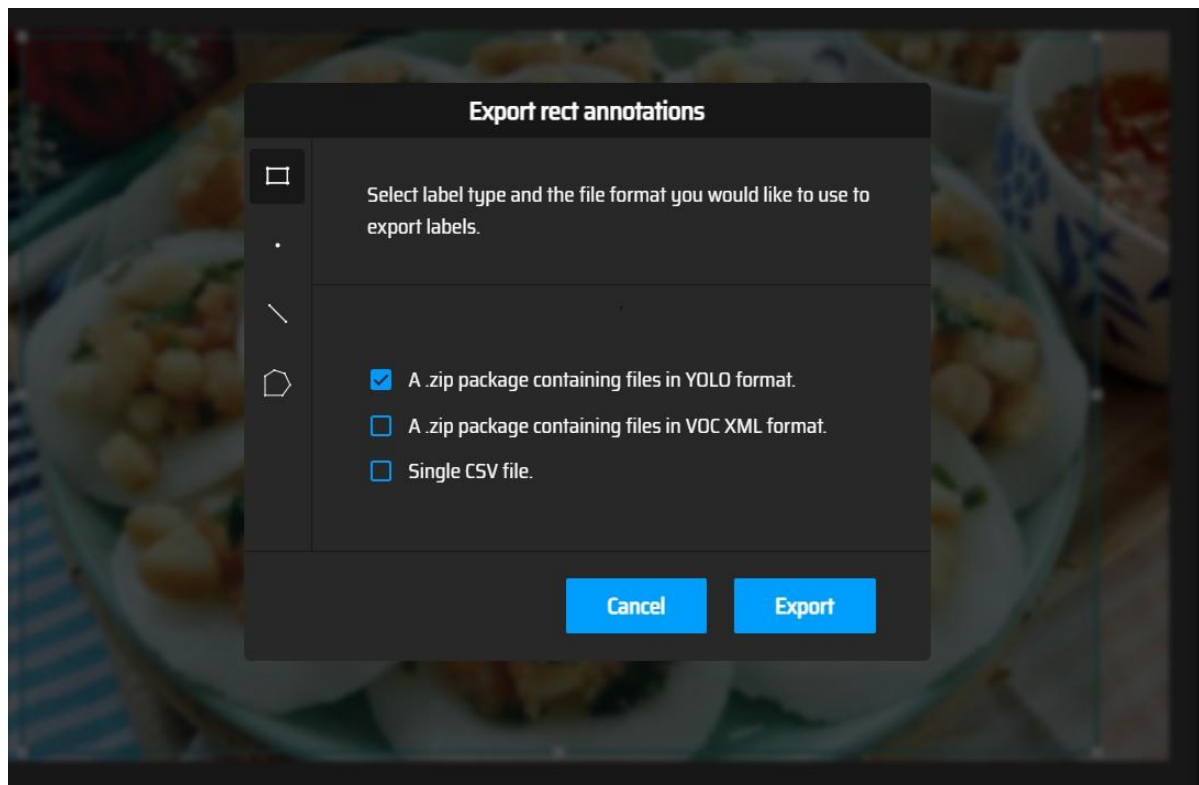 Export rect annotations
Select label type and the file format you would like to use to
export labels.
A .zip package containing files in YOLO format.
A .zip package containing files in VOC XML format.
Single CSV file.
Cancel
Export